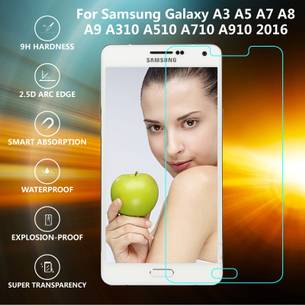 For Samsung Galaxy A3 A5 A7 A8
A9 A310 A510 A710 A910 2016
9H HARDNESS
2.5D ARC EDGE
SMART ABSORPTION
WATERPROOF
EXPLOSION-PROOF
SUPER TRANSPARENCY
SAMSUNG